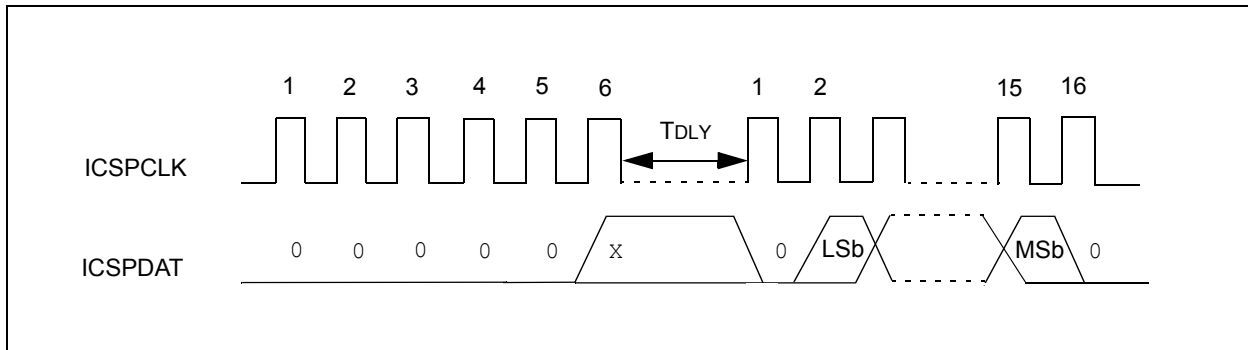 1 2 3 4 5 6 1 2 15 16
TDLY
ICSPCLK
0 0 0 0 0 X 0 LSb MSb 0
ICSPDAT